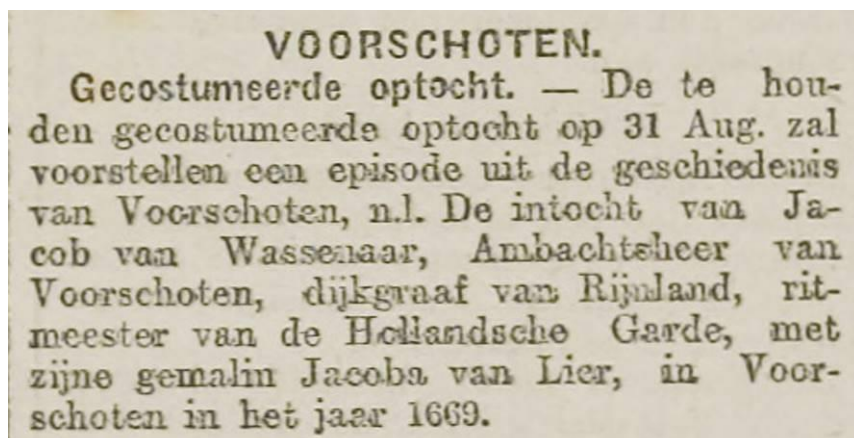 VOORSCHOTEN.
Gecostumeerde optocht. — De te hou-
den gecostumeerde optocht op 31 Aug. zal
voorstellen een episode uit de geschiedenis
van Voorschoten, n.l. De intocht van Ja-
cob van Wassenaar, Ambachtsheer van
Voorschoten, dijkgraaf van Rijnland, rit-
meester van de Hollandsche Garde, met
zijne gemalin Jacoba van Lier, in Voor-
schoten in het jaar 1669.